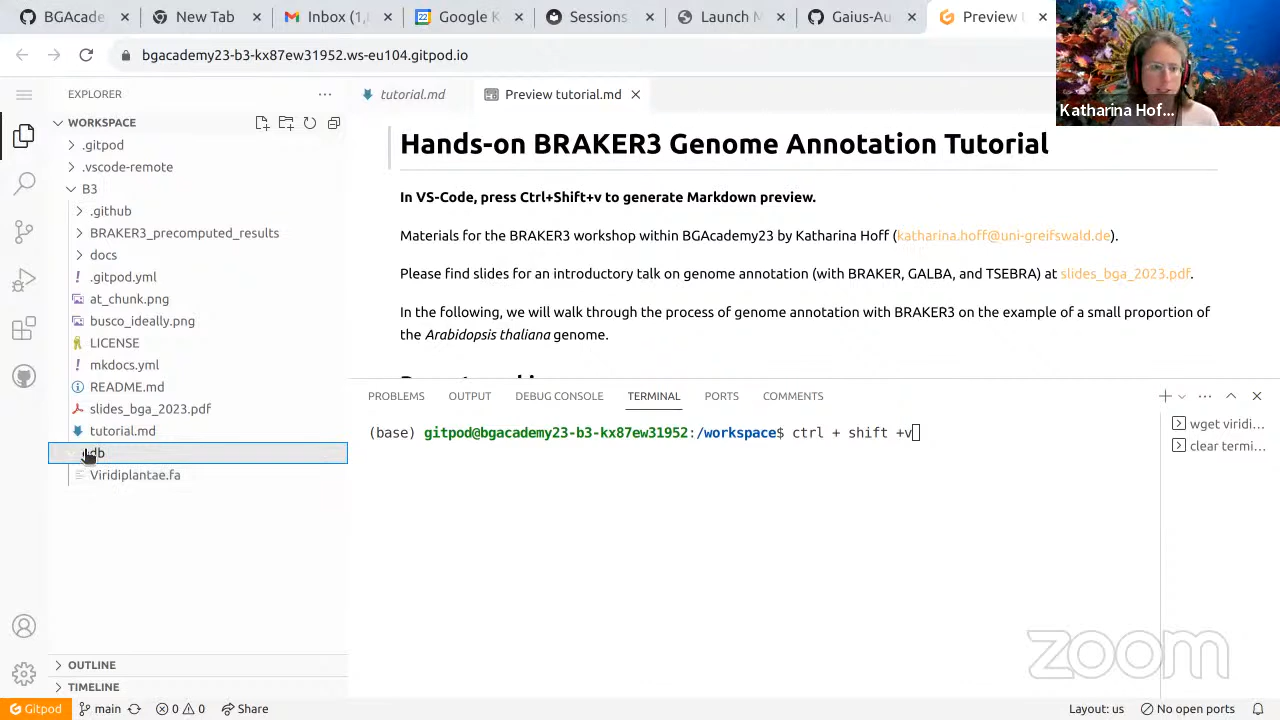 BGAcademy
New Tab
Inbox (1,
Google K
Sessions
Launch M
Gaius-Au
Preview
bgacademy23-b3-kx87ew31952.ws-eu104.gitpod.io
Katharina Hof...
EXPLORER
WORKSPACE
.gitpod
.vscode-remote
B3
.github
BRAKER3_precomputed_results
docs
.gitpod.yml
at_chunk.png
busco_ideally.png
LICENSE
mkdocs.yml
README.md
slides_bga_2023.pdf
tutorial.md
Viridiplantae.fa
OUTLINE
TIMELINE
tutorial.md
Preview tutorial.md
Hands-on BRAKER3 Genome Annotation Tutorial
In VS-Code, press Ctrl+Shift+v to generate Markdown preview.
Materials for the BRAKER3 workshop within BGAcademy23 by Katharina Hoff (katharina.hoff@uni-greifswald.de).
Please find slides for an introductory talk on genome annotation (with BRAKER, GALBA, and TSEBRA) at slides_bga_2023.pdf.
In the following, we will walk through the process of genome annotation with BRAKER3 on the example of a small proportion of
the Arabidopsis thaliana genome.
PROBLEMS
OUTPUT
DEBUG CONSOLE
TERMINAL
PORTS
COMMENTS
(base) gitpod@bgacademy23-b3-kx87ew31952:/workspace$ ctrl + shift +v
wget viridi...
clear termi...
zoom
Gitpod
main
0
0
Share
Layout: us
No open ports